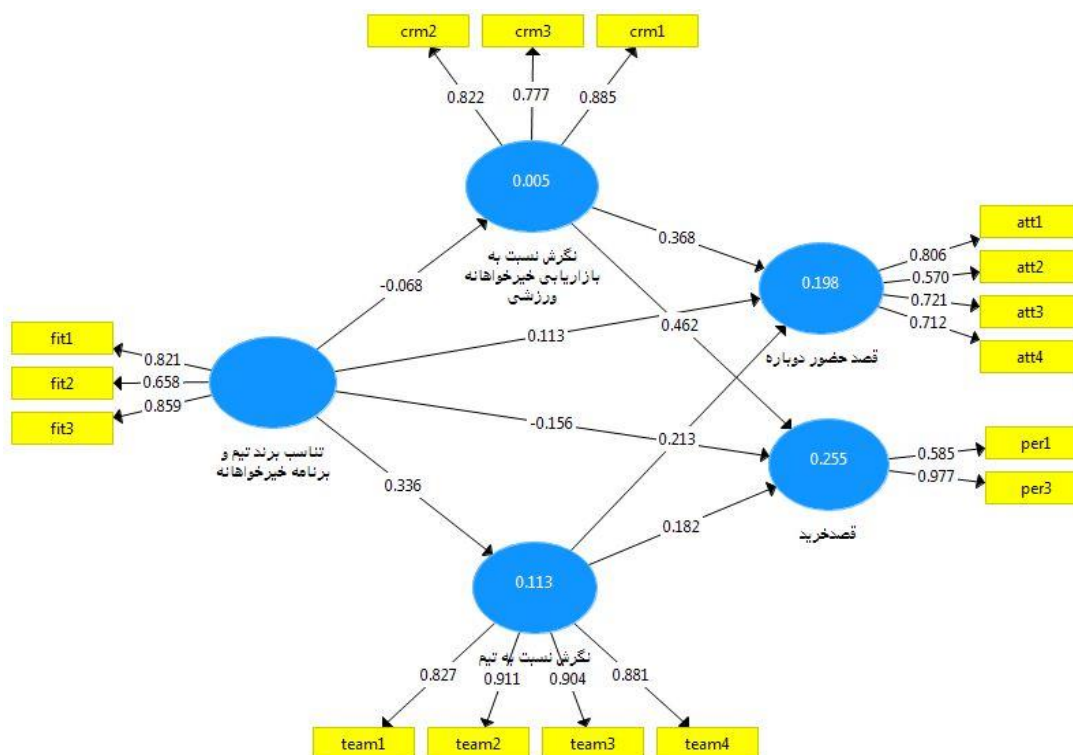 crm2
crm3
crm1
0.822
0.777
0.885
0.005
نگرش نسبت به
بازاریابی خیرخواهانه
ورزشی
0.368
-0.068
0.462
0.113
att1
att2
att3
att4
0.806
0.570
0.721
0.712
0.198
قصد حضور دوباره
fit1
fit2
fit3
0.821
0.658
0.859
تناسب برند تیم و
برنامه خیرخواهانه
-0.156
0.213
0.336
0.182
0.255
قصدخرید
per1
per3
0.585
0.977
0.113
نگرش نسبت به تیم
0.827
0.911
0.904
0.881
team1
team2
team3
team4